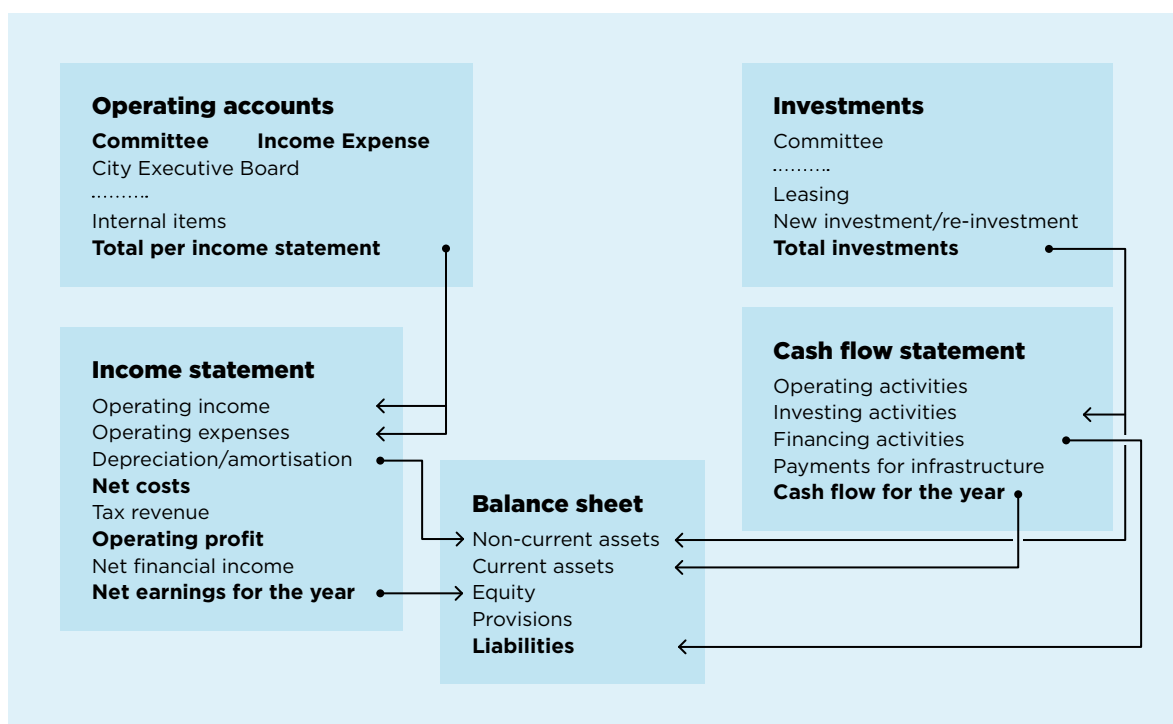 Operating accounts
Committee Income Expense
City Executive Board
..........
Internal items
Total per income statement
Investments
Committee
..........
Leasing
New investment/re-investment
Total investments
Income statement
Operating income
Operating expenses
Depreciation/amortisation
Net costs
Tax revenue
Operating profit
Net financial income
Net earnings for the year
Cash flow statement
Operating activities
Investing activities
Financing activities
Payments for infrastructure
Cash flow for the year
Balance sheet
Non-current assets
Current assets
Equity
Provisions
Liabilities